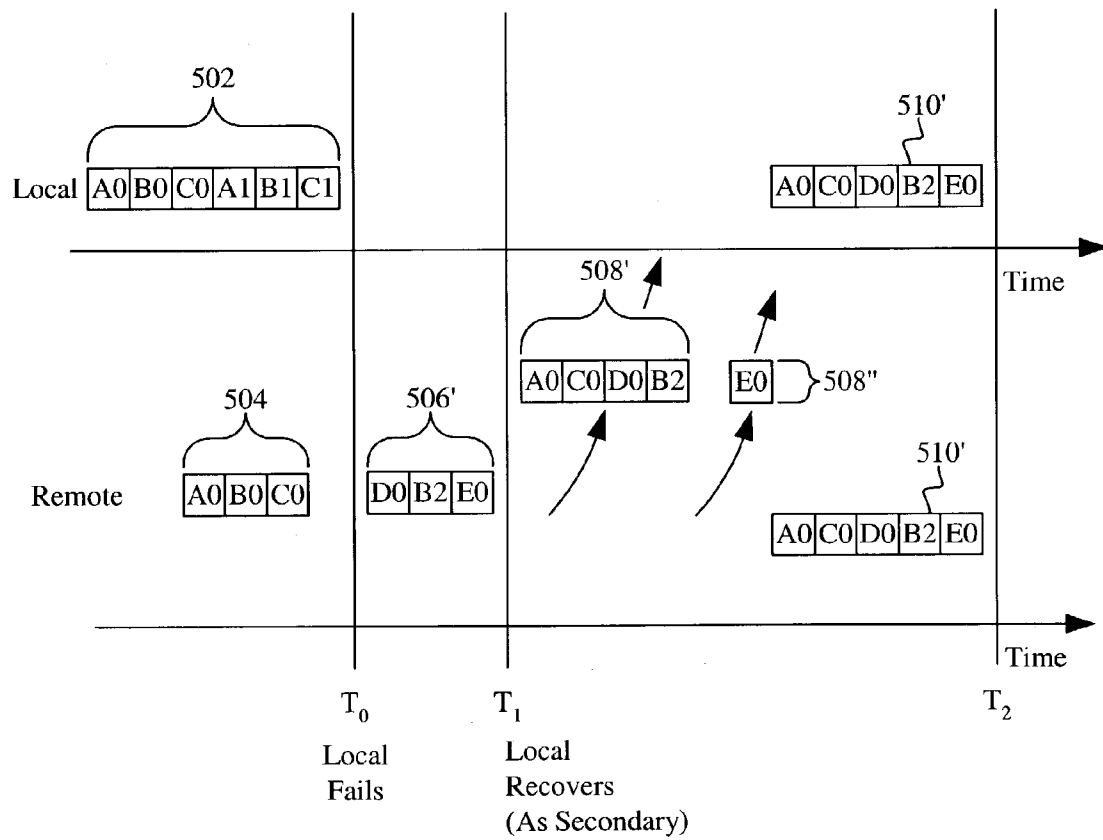 502
510'
Local A0 B0 C0 A1 B1 C1
A0 C0 D0 B2 E0
Time
508'
A0 C0 D0 B2
E0
508"
504
506'
510'
Remote A0 B0 C0
D0 B2 E0
A0 C0 D0 B2 E0
Time
T0
T1
T2
Local
Fails
Local
Recovers
(As Secondary)